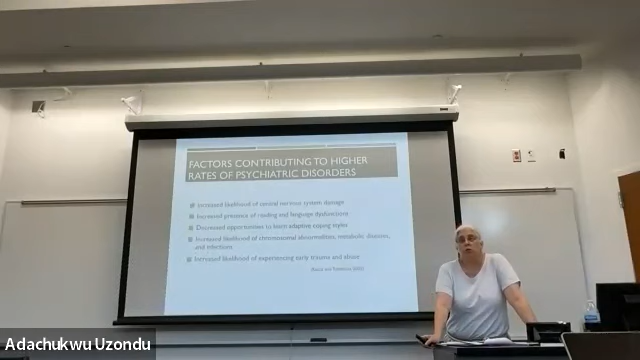 FACTORS CONTRIBUTING TO HIGHER
RATES OF PSYCHIATRIC DISORDERS
Increased likelihood of central nervous system damage
Increased presence of reading and language dysfunctions
Decreased opportunities to learn adaptive coping styles
Increased likelihood of chromosomal abnormalities, metabolic diseases,
and infections
Increased likelihood of experiencing early trauma and abuse
Adachukwu Uzondu